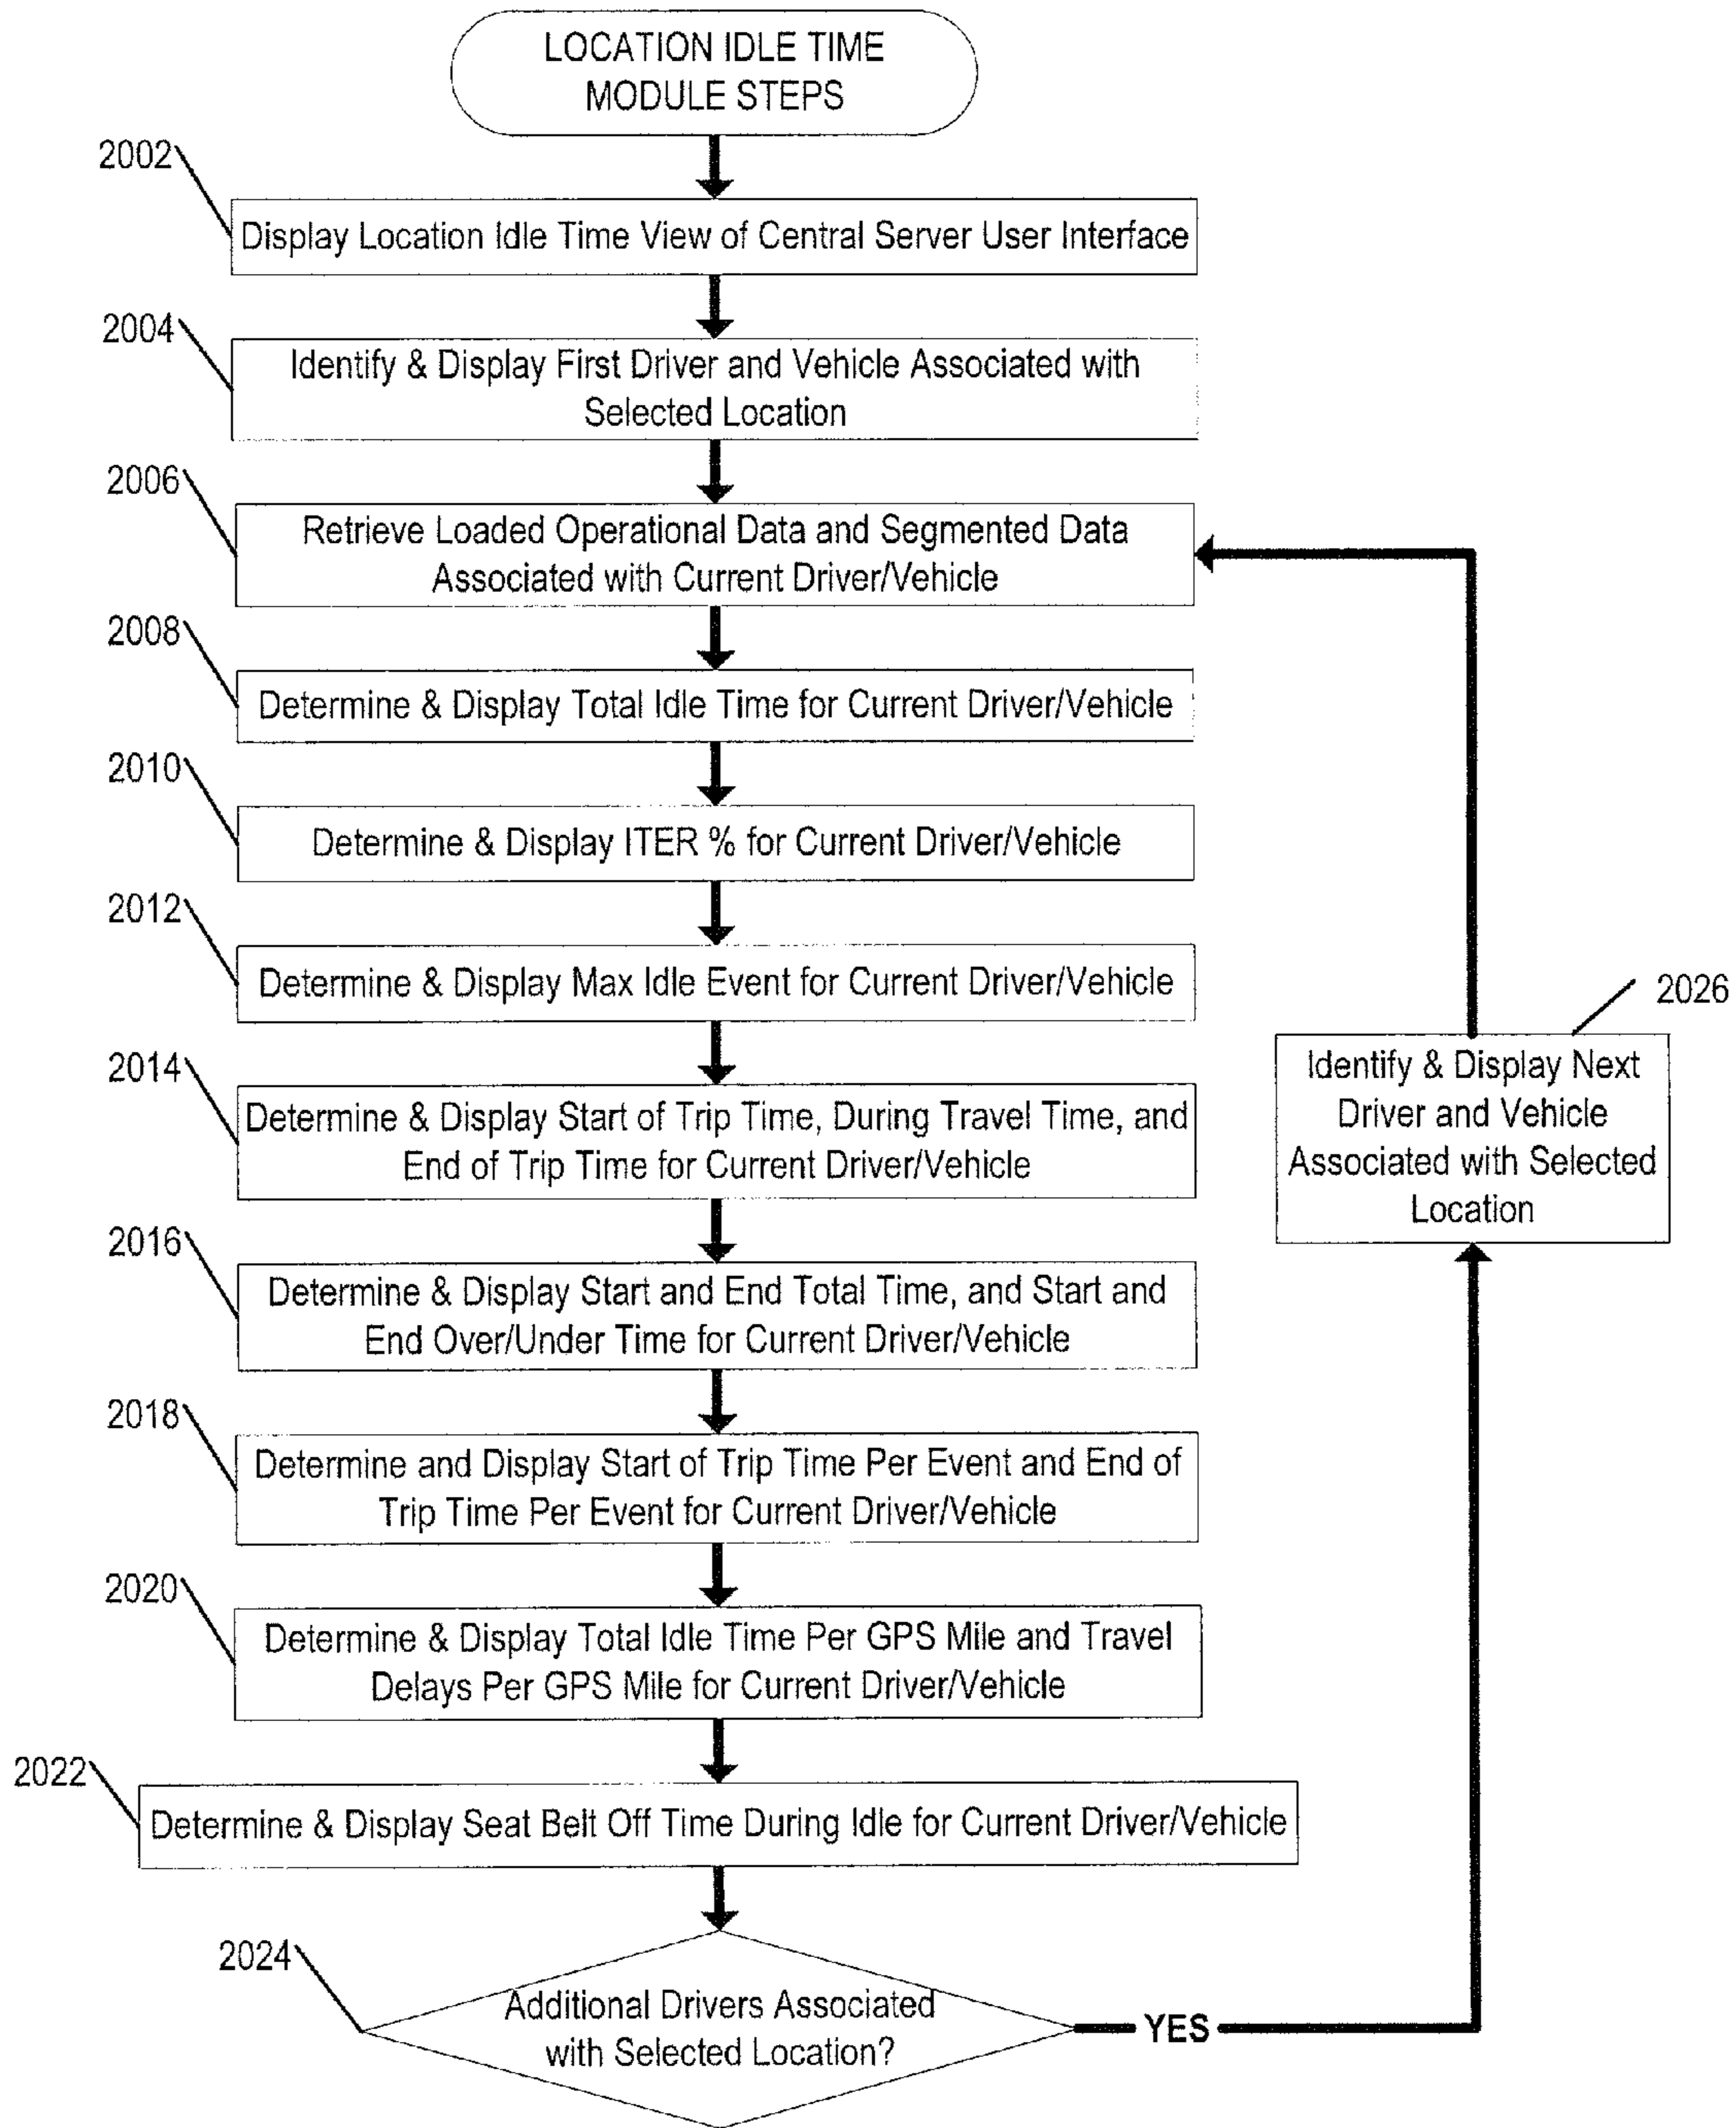 LOCATION IDLE TIME
MODULE STEPS
2002
Display Location Idle Time View of Central Server User Interface
2004
Identify & Display First Driver and Vehicle Associated with
Selected Location
2006
Retrieve Loaded Operational Data and Segmented Data
Associated with Current Driver/Vehicle
2008
Determine & Display Total Idle Time for Current Driver/Vehicle
2010
Determine & Display ITER % for Current Driver/Vehicle
2012
Determine & Display Max Idle Event for Current Driver/Vehicle
2014
Determine & Display Start of Trip Time, During Travel Time, and
End of Trip Time for Current Driver/Vehicle
2016
Determine & Display Start and End Total Time, and Start and
End Over/Under Time for Current Driver/Vehicle
2018
Determine and Display Start of Trip Time Per Event and End of
Trip Time Per Event for Current Driver/Vehicle
2020
Determine & Display Total Idle Time Per GPS Mile and Travel
Delays Per GPS Mile for Current Driver/Vehicle
2022
Determine & Display Seat Belt Off Time During Idle for Current Driver/Vehicle
2024
Additional Drivers Associated
with Selected Location?
YES
2026
Identify & Display Next
Driver and Vehicle
Associated with Selected
Location